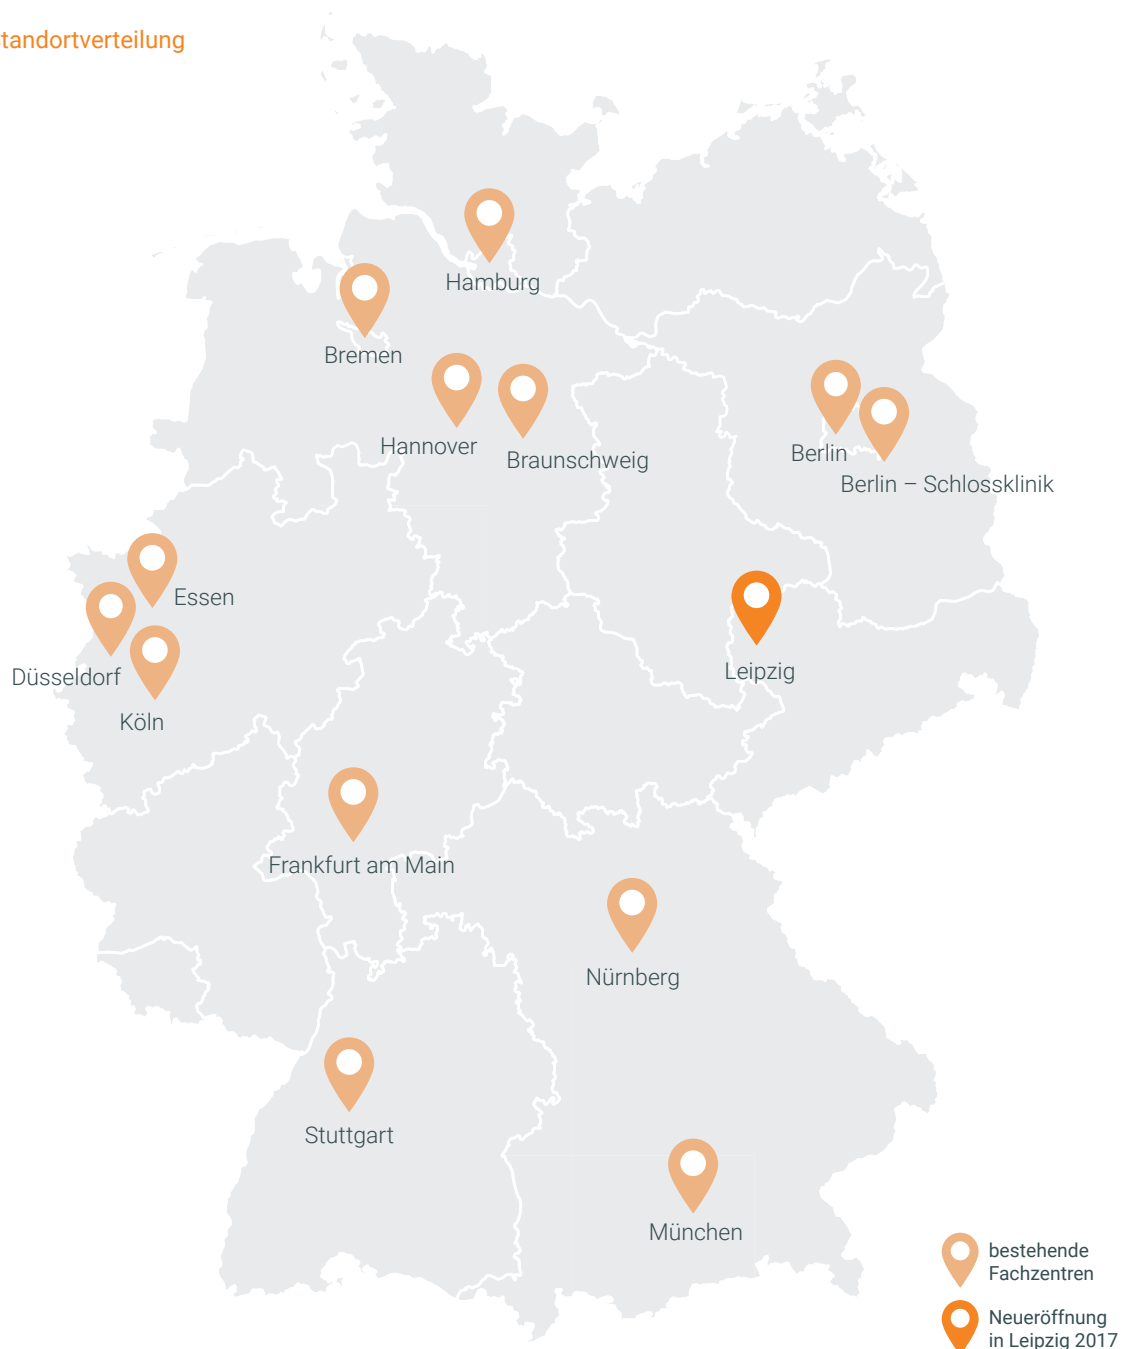 tandortverteilung
Hamburg
Bremen
Hannover
Braunschweig
Berlin
Berlin – Schlossklinik
Essen
Düsseldorf
Köln
Leipzig
Frankfurt am Main
Nürnberg
Stuttgart
München
bestehende
Fachzentren
Neueröffnung
in Leipzig 2017